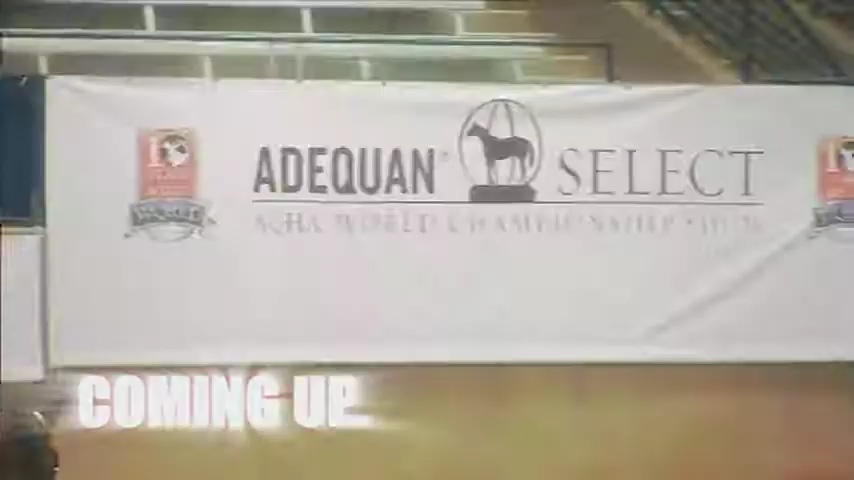 ADEQUAN® SELECT
AQHA WORLD CHAMPIONSHIP SHOW
COMING UP